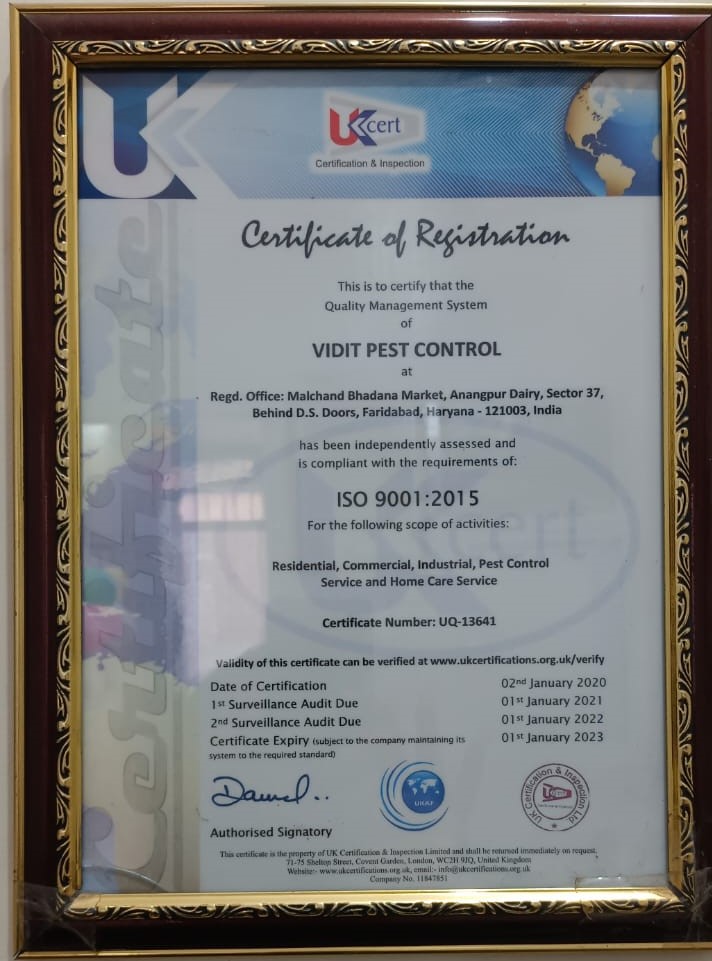 UKcert
Certification & Inspection
Certificate of Registration
This is to certify that the
Quality Management System
of
VIDIT PEST CONTROL
at
Regd. Office: Malchand Bhadana Market, Anangpur Dairy, Sector 37,
Behind D.S. Doors, Faridabad, Haryana - 121003, India
has been independently assessed and
is compliant with the requirements of:
ISO 9001:2015
For the following scope of activities:
Residential, Commercial, Industrial, Pest Control
Service and Home Care Service
Certificate Number: UQ-13641
Validity of this certificate can be verified at www.ukcertifications.org.uk/verify
Date of Certification 02nd January 2020
1st Surveillance Audit Due 01st January 2021
2nd Surveillance Audit Due 01st January 2022
Certificate Expiry (subject to the company maintaining its 01st January 2023
system to the required standard)
UKAF
UK Certification & Inspection Ltd
Authorised Signatory
This certificate is the property of UK Certification & Inspection Limited and shall be returned immediately on request.
71-75 Shelton Street, Covent Garden, London, WC2H 9JQ, United Kingdom
Website:- www.ukcertifications.org.uk, email:- info@ukcertifications.org.uk
Company No. 11847851
Certificate
UKcert